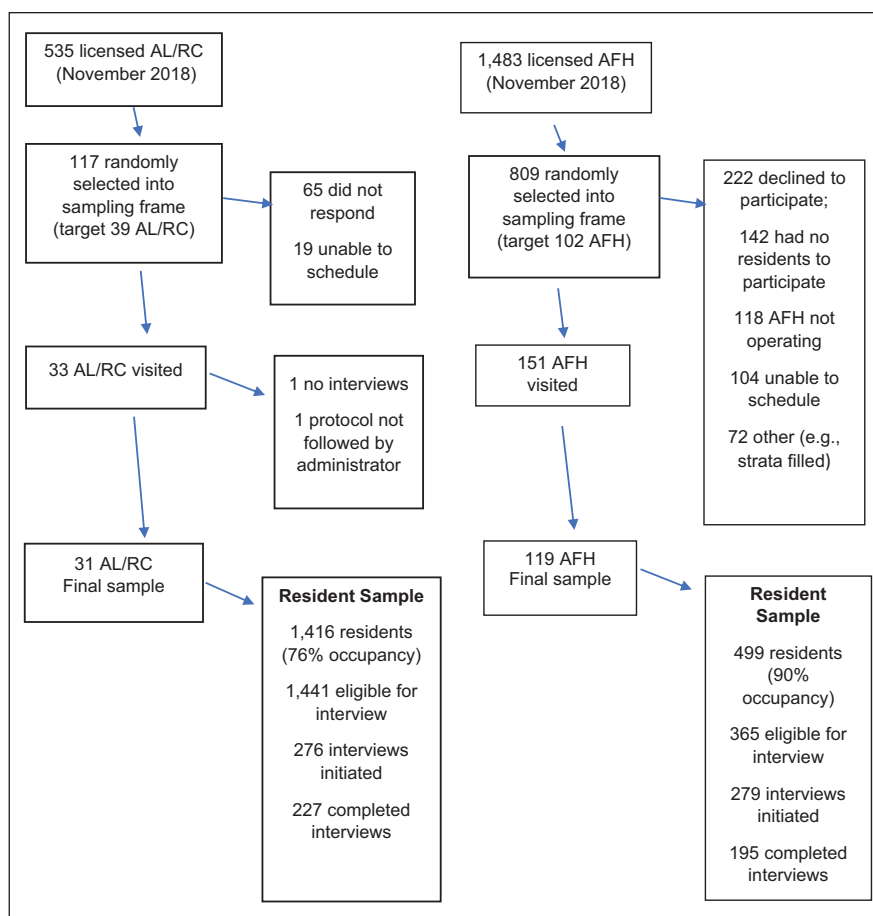 535 licensed AL/RC
(November 2018)
117 randomly
selected into
sampling frame
(target 39 AL/RC)
65 did not
respond
19 unable to
schedule
33 AL/RC visited
1 no interviews
1 protocol not
followed by
administrator
31 AL/RC
Final sample
Resident Sample
1,416 residents
(76% occupancy)
1,441 eligible for
interview
276 interviews
initiated
227 completed
interviews
1,483 licensed AFH
(November 2018)
809 randomly
selected into
sampling frame
(target 102 AFH)
222 declined to
participate;
142 had no
residents to
participate
118 AFH not
operating
104 unable to
schedule
72 other (e.g.,
strata filled)
151 AFH
visited
119 AFH
Final sample
Resident
Sample
499 residents
(90%
occupancy)
365 eligible for
interview
279 interviews
initiated
195 completed
interviews